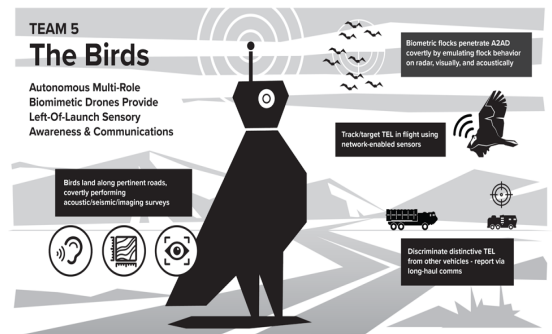 TEAM 5
The Birds
Autonomous Multi-Role
Biomimetic Drones Provide
Left-Of-Launch Sensory
Awareness & Communications
Biometric flocks penetrate A2AD
covertly by emulating flock behavior
on radar, visually, and acoustically
Track/target TEL in flight using
network-enabled sensors
Birds land along pertinent roads,
covertly performing
acoustic/seismic/imaging surveys
Discriminate distinctive TEL
from other vehicles - report via
long-haul comms